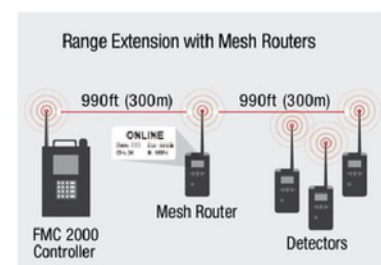 Range Extension with Mesh Routers
990ft (300m)
990ft (300m)
ONLINE
Mesh Router
FMC 2000
Controller
Detectors